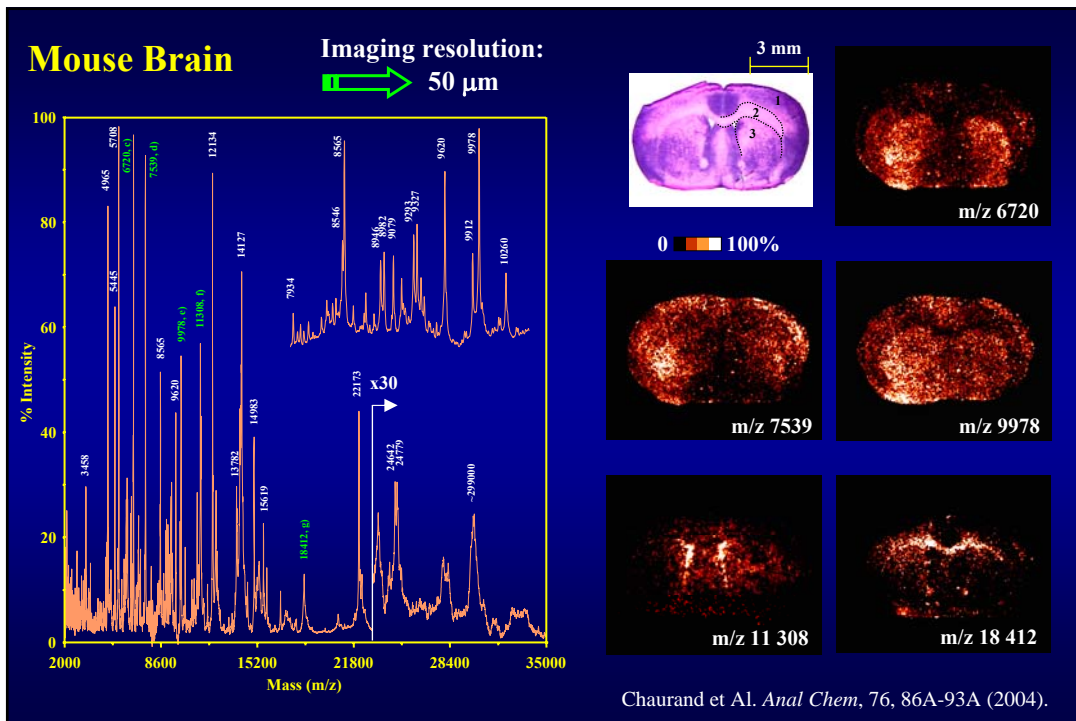 Mouse Brain
Imaging resolution:
50 μm
3 mm
1
2
3
m/z 6720
0 100%
m/z 7539
m/z 9978
m/z 11 308
m/z 18 412
% Intensity
100
80
60
40
20
0
2000 8600 15200 21800 28400 35000
Mass (m/z)
3458
4965
5445
5708
6720, c)
7539, d)
8565
9620
9978, e)
11308, f)
12134
13782
14127
14983
15619
18412, g)
22173
x30
24642
24779
~299000
7934
8546
8565
8946
8982
9079
9293
9327
9620
9912
9978
10260
Chaurand et Al. Anal Chem, 76, 86A-93A (2004).